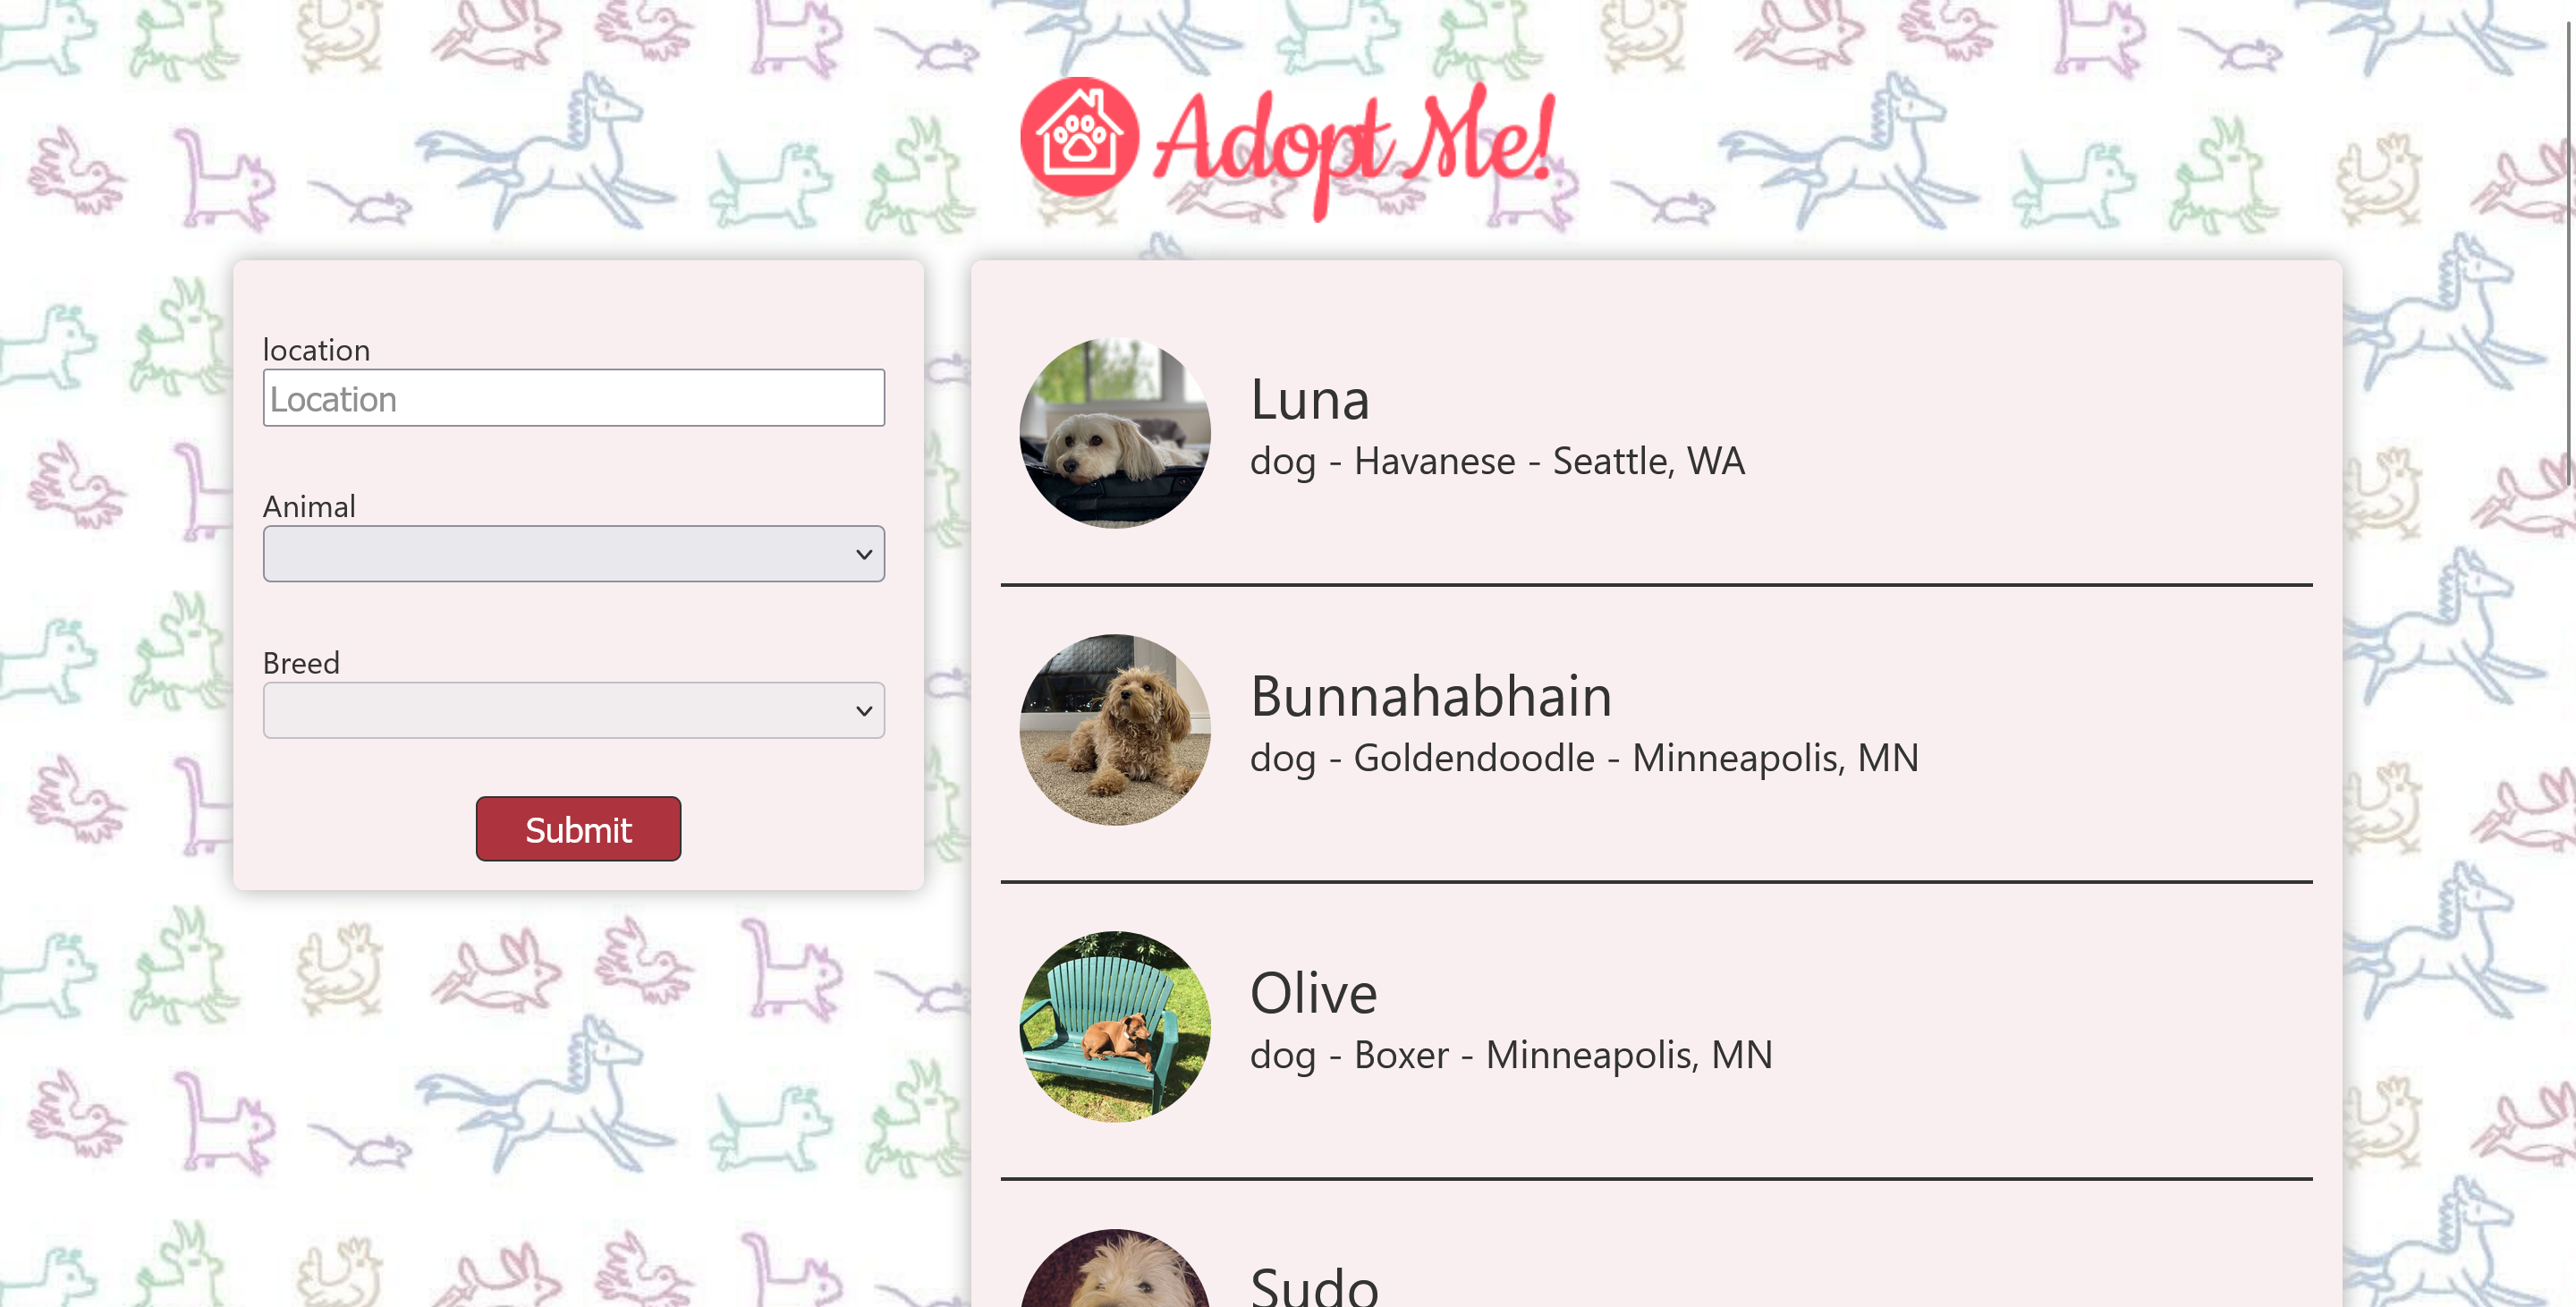 Adopt Me!
location
Location
Animal
Breed
Submit
Luna
dog - Havanese - Seattle, WA
Bunnahabhain
dog - Goldendoodle - Minneapolis, MN
Olive
dog - Boxer - Minneapolis, MN
Sudo